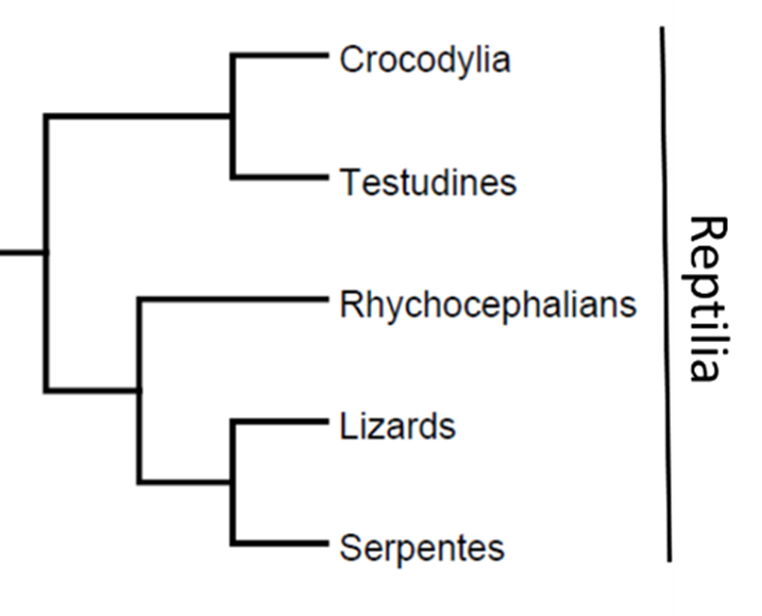 Crocodylia
Testudines
Rhychocephalians
Lizards
Serpentes
Reptilia